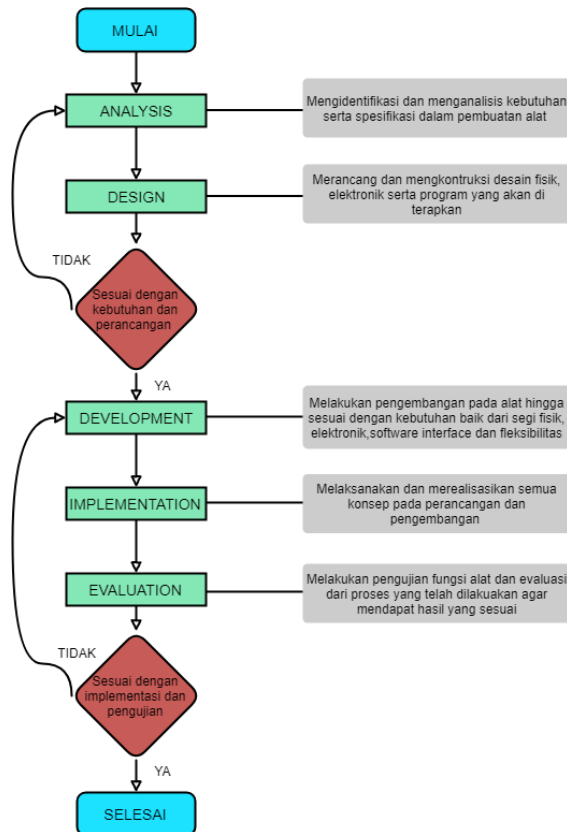 MULAI
ANALYSIS
Mengidentifikasi dan menganalisis kebutuhan
serta spesifikasi dalam pembuatan alat
DESIGN
Merancang dan mengkontruksi desain fisik,
elektronik serta program yang akan di
terapkan
TIDAK
Sesuai dengan
kebutuhan dan
perancangan
YA
DEVELOPMENT
Melakukan pengembangan pada alat hingga
sesuai dengan kebutuhan baik dari segi fisik,
elektronik,software interface dan fleksibilitas
IMPLEMENTATION
Melaksanakan dan merealisasikan semua
konsep pada perancangan dan
pengembangan
EVALUATION
Melakukan pengujian fungsi alat dan evaluasi
dari proses yang telah dilakuakan agar
mendapat hasil yang sesuai
TIDAK
Sesuai dengan
implementasi dan
pengujian
YA
SELESAI